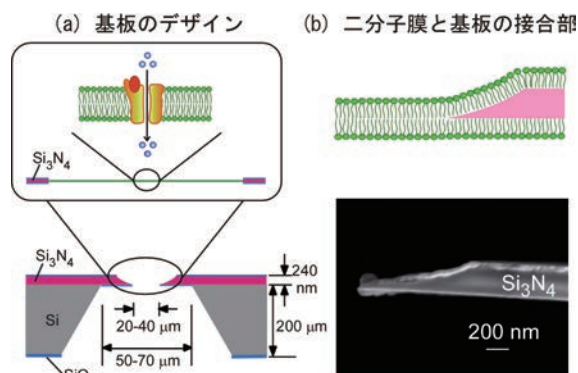 (a) 基板のデザイン
Si₃N₄
Si₃N₄
240
nm
Si
20-40 μm
200 μm
50-70 μm
(b) 二分子膜と基板の接合部
Si₃N₄
200 nm